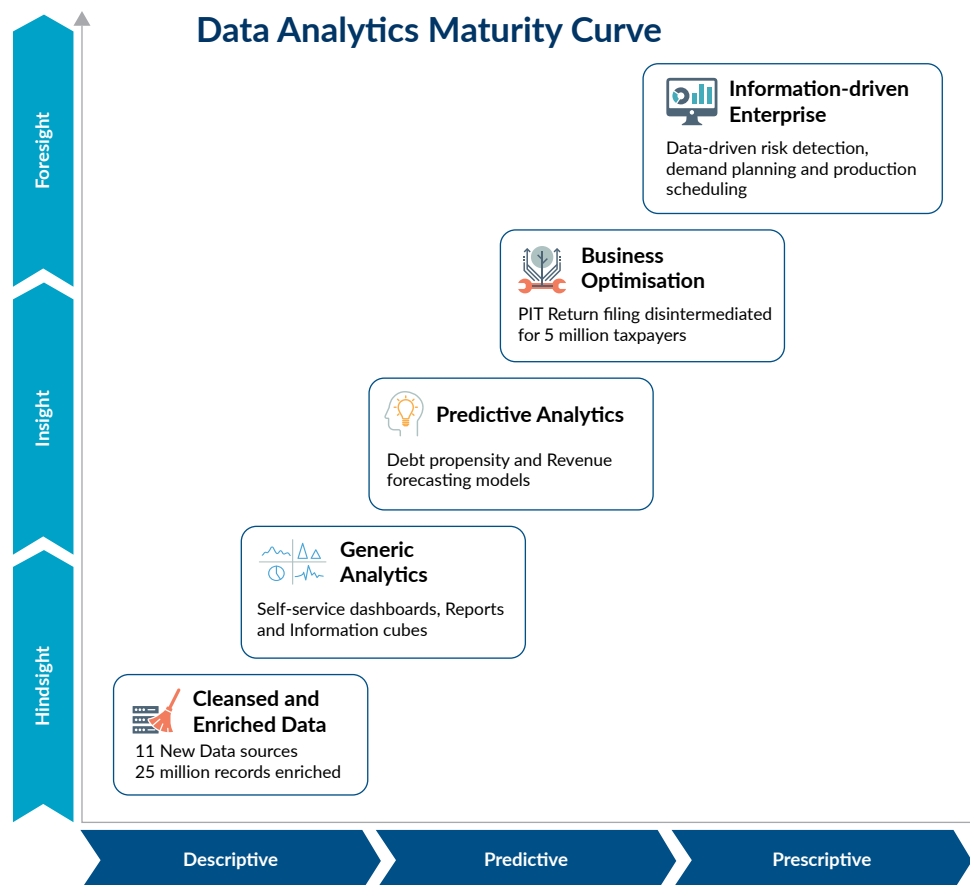 Data Analytics Maturity Curve
Foresight
Insight
Hindsight
Information-driven
Enterprise
Data-driven risk detection,
demand planning and production
scheduling
Business
Optimisation
PIT Return filing disintermediated
for 5 million taxpayers
Predictive Analytics
Debt propensity and Revenue
forecasting models
Generic
Analytics
Self-service dashboards, Reports
and Information cubes
Cleansed and
Enriched Data
11 New Data sources
25 million records enriched
Descriptive
Predictive
Prescriptive